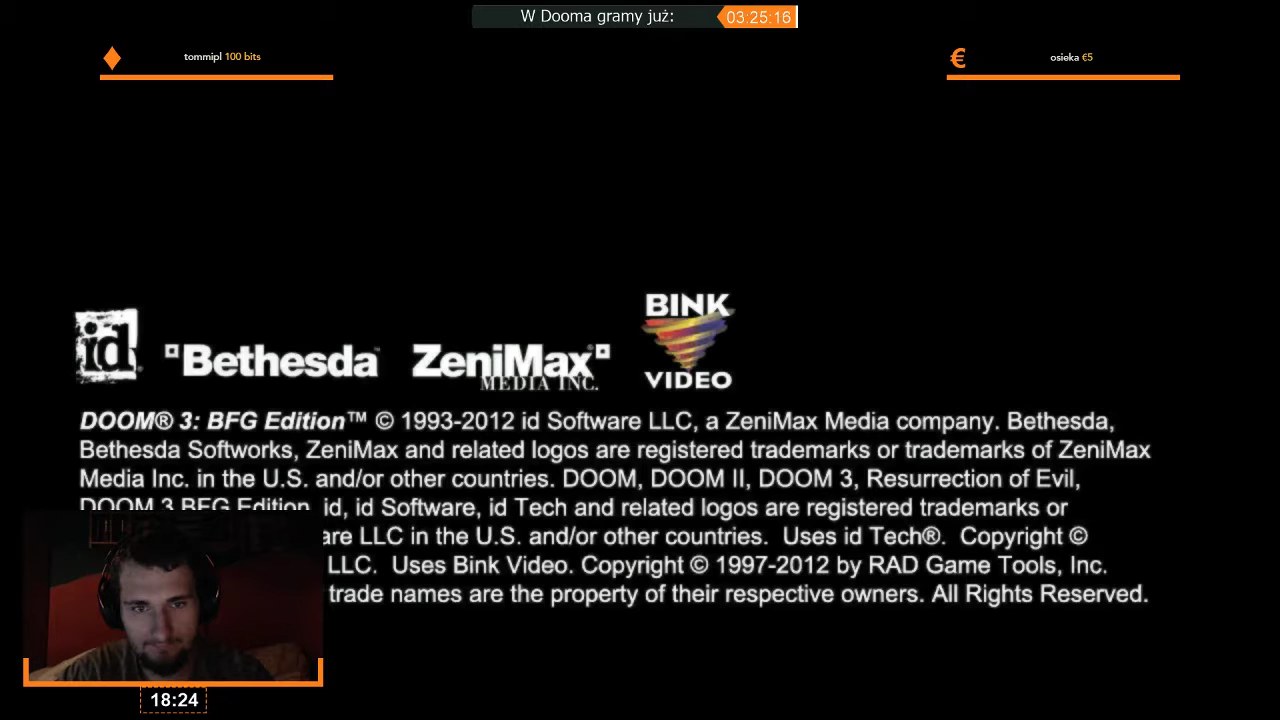 W Dooma gramy już: 03:25:16
tommipl 100 bits
€ osieka €5
id®
Bethesda™
ZeniMax®
MEDIA INC.
BINK
VIDEO
DOOM® 3: BFG Edition™ © 1993-2012 id Software LLC, a ZeniMax Media company. Bethesda,
Bethesda Softworks, ZeniMax and related logos are registered trademarks or trademarks of ZeniMax
Media Inc. in the U.S. and/or other countries. DOOM, DOOM II, DOOM 3, Resurrection of Evil,
DOOM 3 BFG Edition, id, id Software, id Tech and related logos are registered trademarks or
are LLC in the U.S. and/or other countries. Uses id Tech®. Copyright ©
LLC. Uses Bink Video. Copyright © 1997-2012 by RAD Game Tools, Inc.
trade names are the property of their respective owners. All Rights Reserved.
18:24